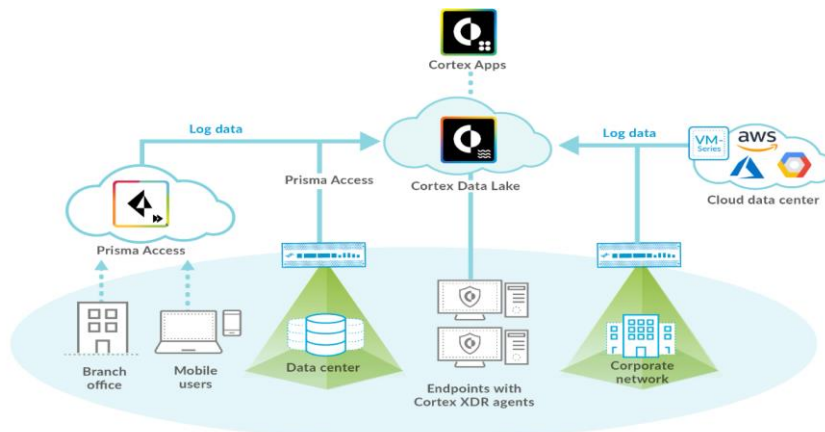 Cortex Apps
Log data
Log data
VM-
Series
aws
Prisma Access
Cortex Data Lake
Cloud data center
Prisma Access
Branch
office
Mobile
users
Data center
Endpoints with
Cortex XDR agents
Corporate
network